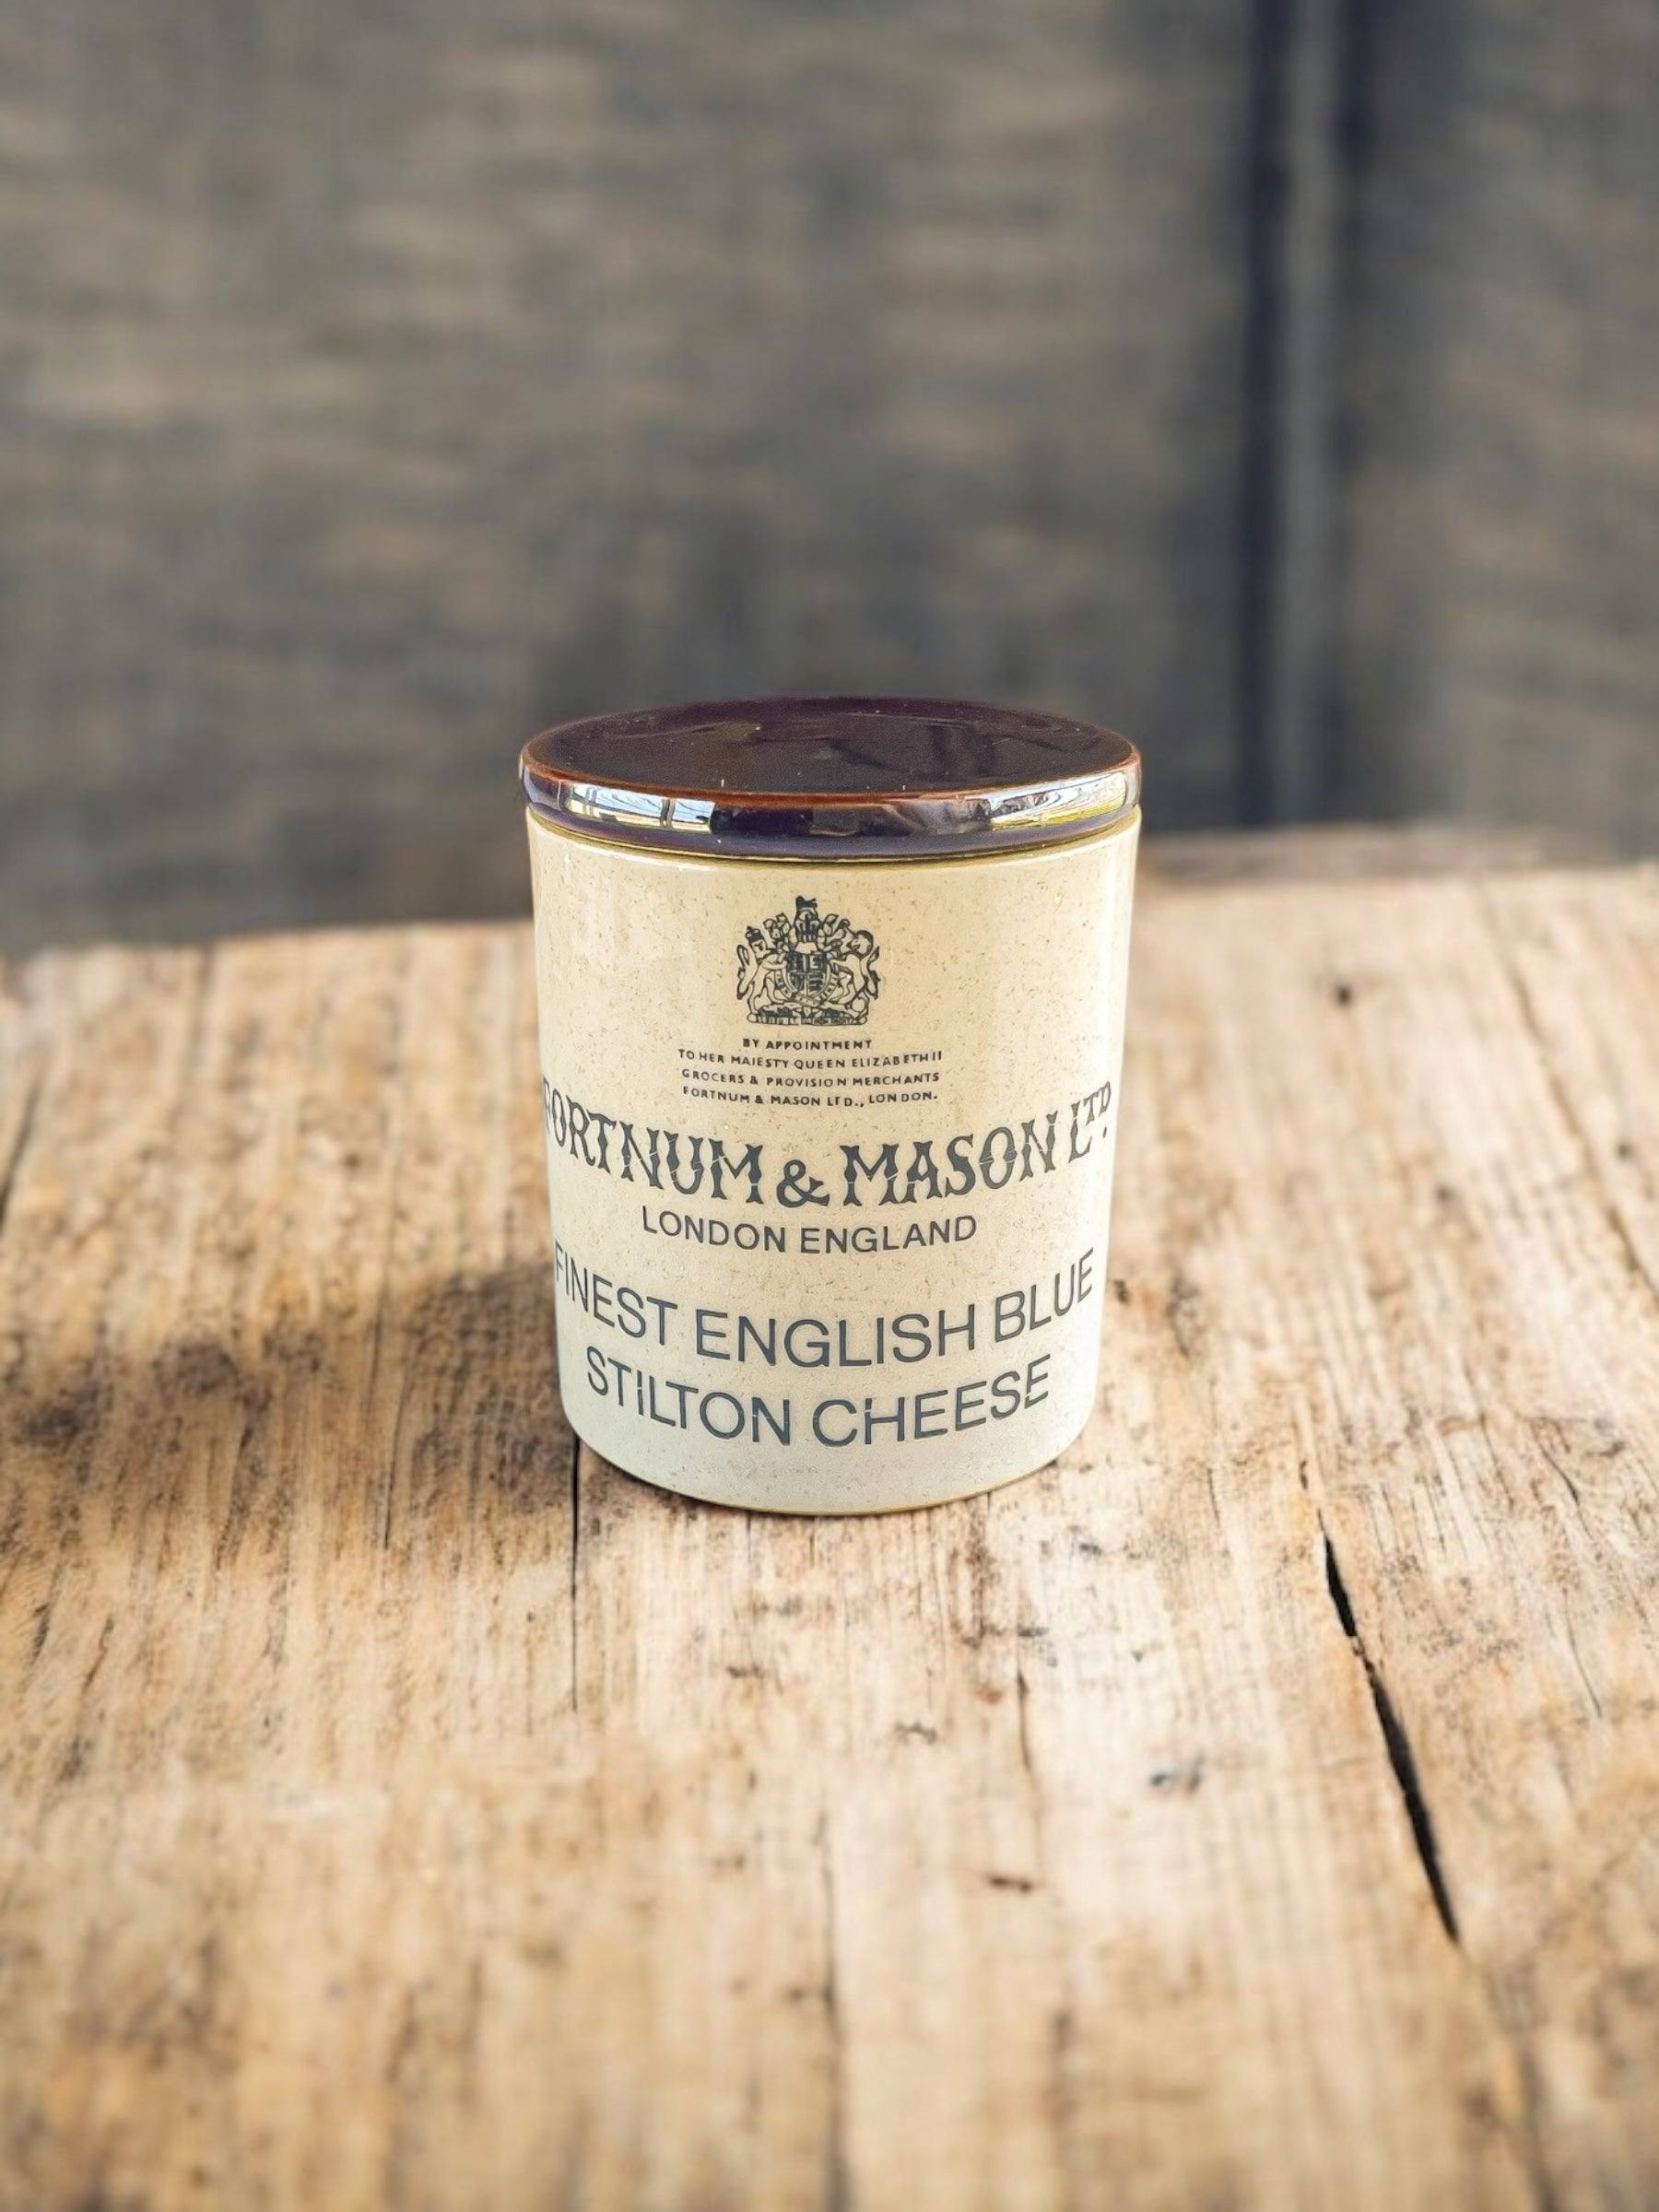 BY APPOINTMENT
TO HER MAJESTY QUEEN ELIZABETH II
GROCERS & PROVISION MERCHANTS
FORTNUM & MASON LTD., LONDON.
FORTNUM & MASON LTD.
LONDON ENGLAND
FINEST ENGLISH BLUE
STILTON CHEESE